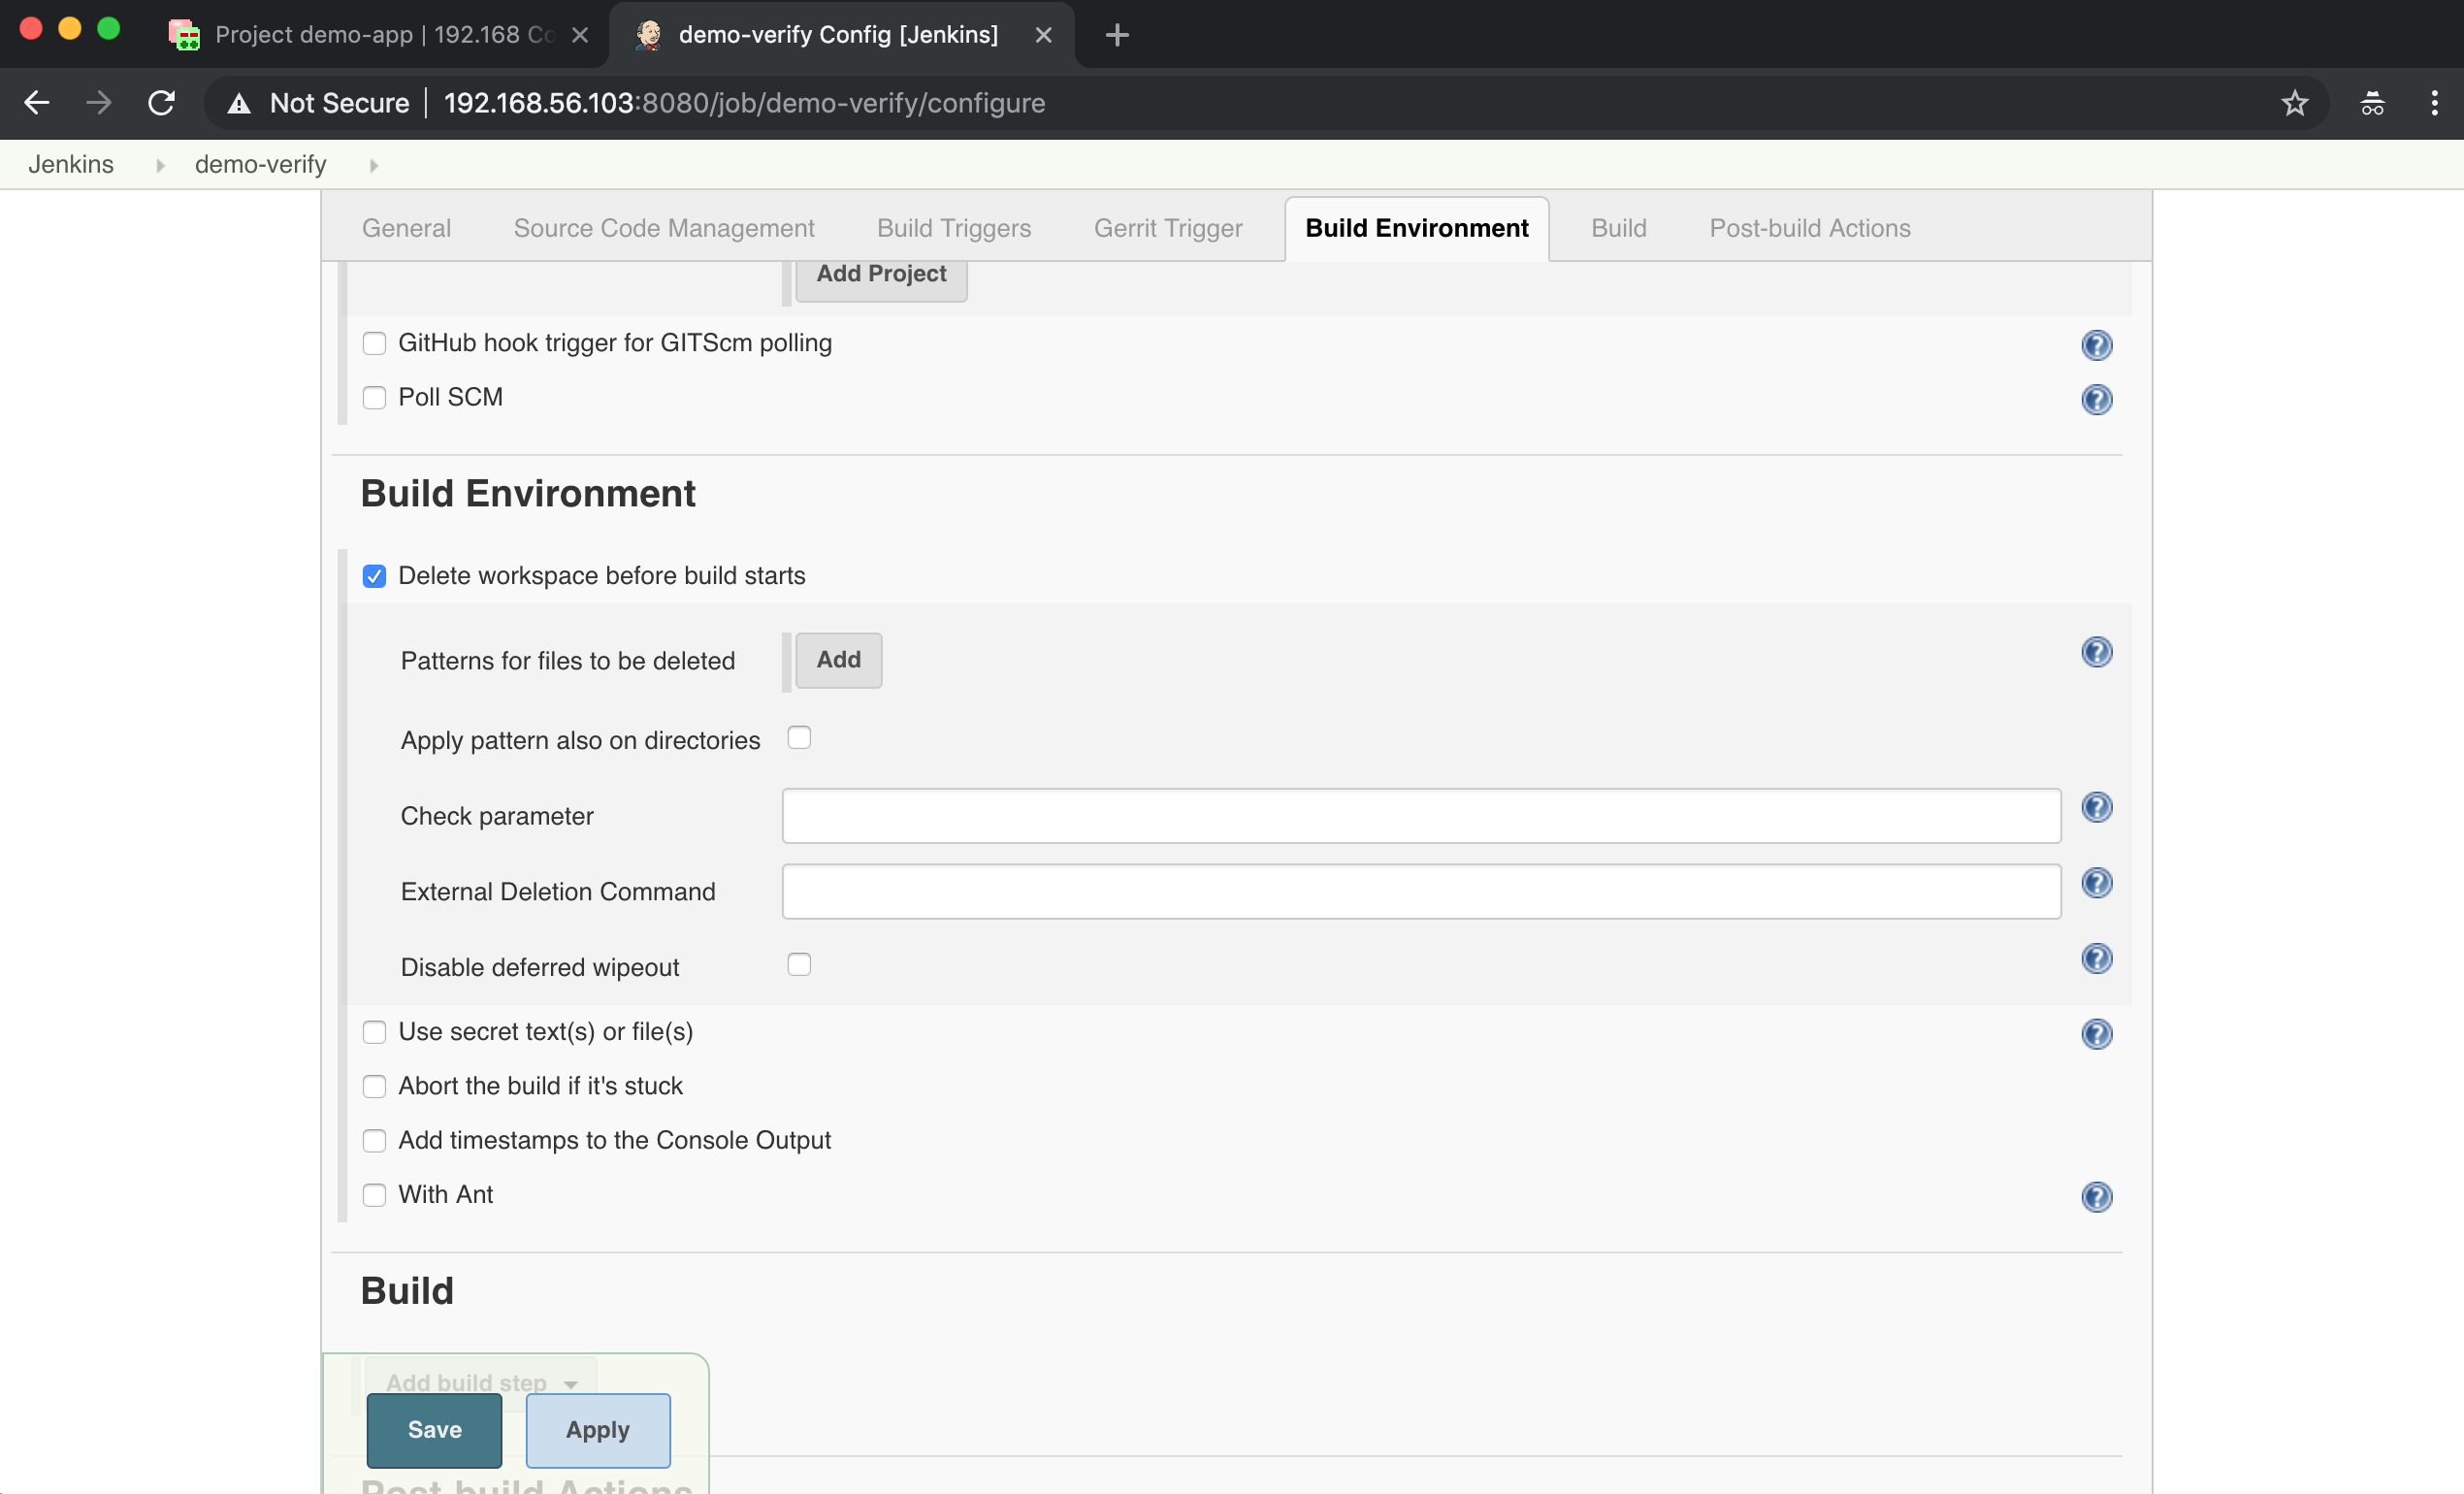 Project demo-app | 192.168 Co
demo-verify Config [Jenkins]
Not Secure | 192.168.56.103:8080/job/demo-verify/configure
Jenkins demo-verify
General Source Code Management Build Triggers Gerrit Trigger Build Environment Build Post-build Actions
Add Project
GitHub hook trigger for GITScm polling
Poll SCM
Build Environment
Delete workspace before build starts
Patterns for files to be deleted Add
Apply pattern also on directories
Check parameter
External Deletion Command
Disable deferred wipeout
Use secret text(s) or file(s)
Abort the build if it's stuck
Add timestamps to the Console Output
With Ant
Build
Add build step
Save Apply
Post-build Actions